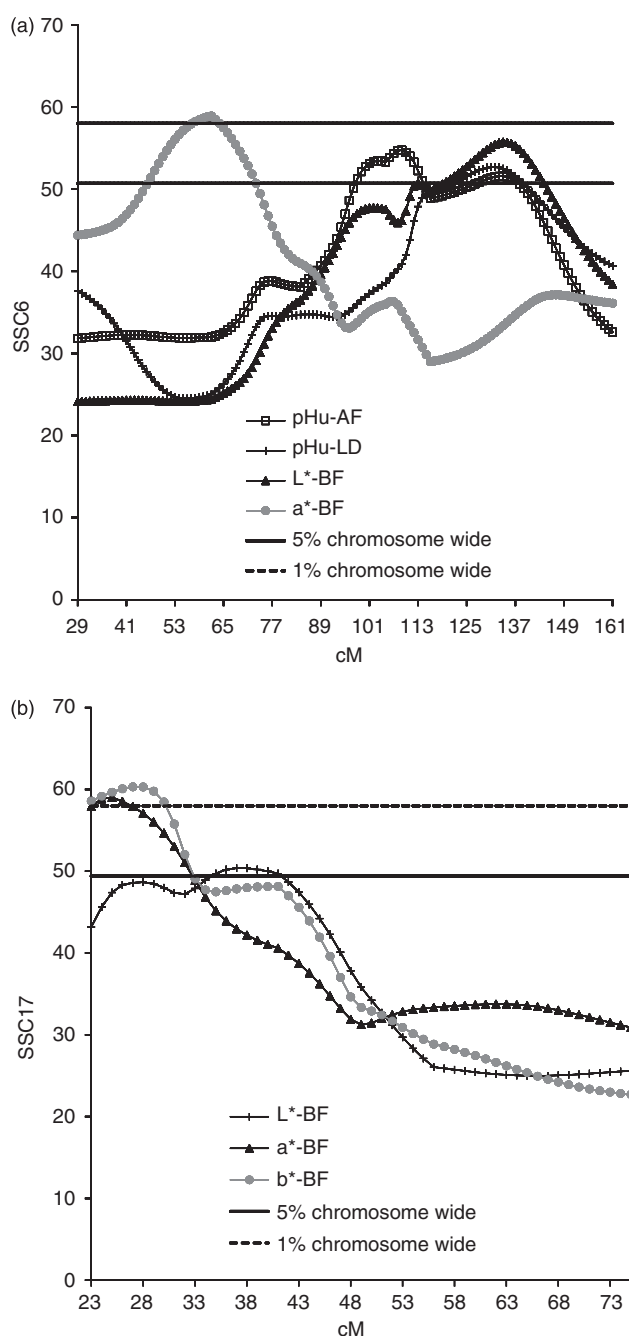 (a)
70
60
50
40
30
20
10
0
SSC6
pHu-AF
pHu-LD
L*-BF
a*-BF
5% chromosome wide
1% chromosome wide
29 41 53 65 77 89 101 113 125 137 149 161
cM
(b)
70
60
50
40
30
20
10
0
SSC17
L*-BF
a*-BF
b*-BF
5% chromosome wide
1% chromosome wide
23 28 33 38 43 48 53 58 63 68 73
cM